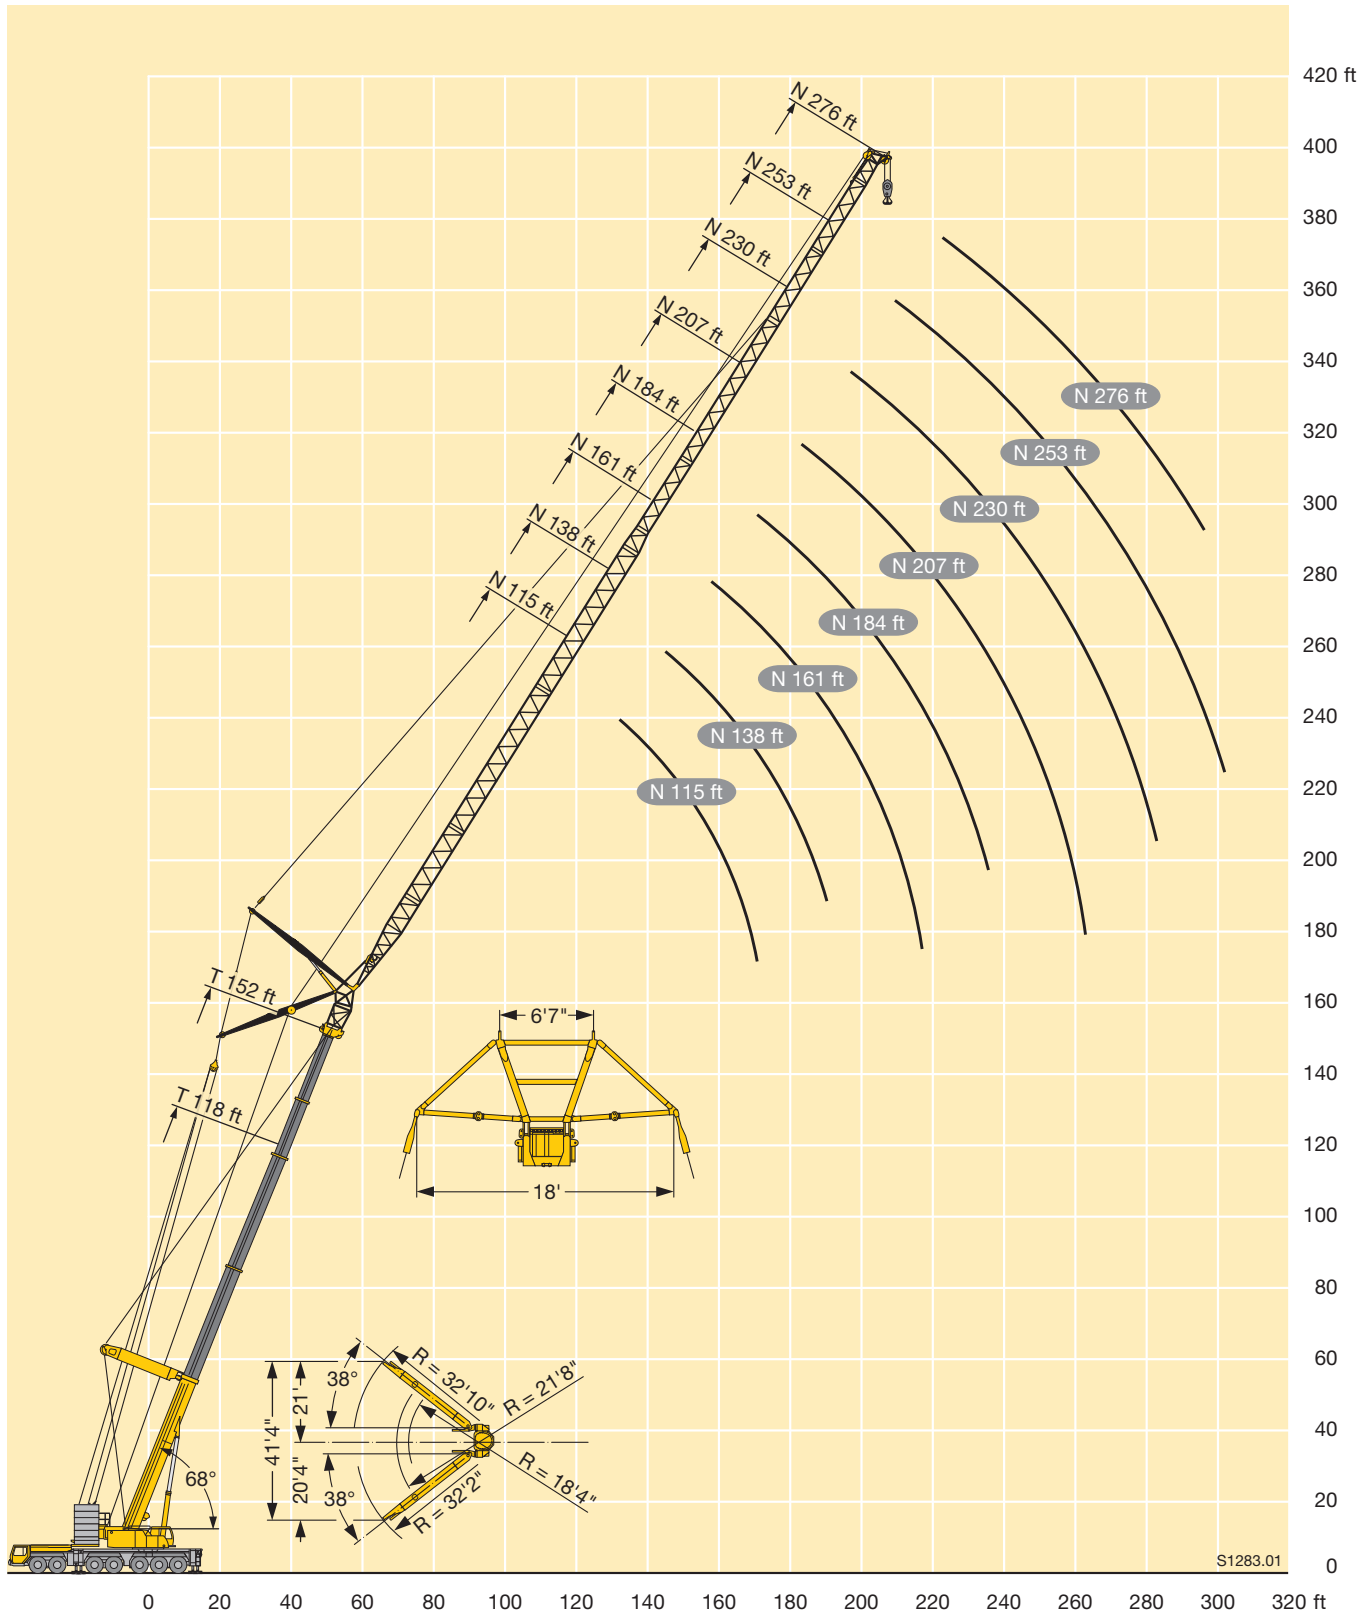 420 ft
400
380
360
340
320
300
280
260
240
220
200
180
160
140
120
100
80
60
40
20
0
N 276 ft
N 253 ft
N 230 ft
N 207 ft
N 184 ft
N 161 ft
N 138 ft
N 115 ft
N 276 ft
N 253 ft
N 230 ft
N 207 ft
N 184 ft
N 161 ft
N 138 ft
N 115 ft
T 152 ft
T 118 ft
6'7"
18'
68°
41'4"
21'
20'4"
38°
38°
R = 32'10"
R = 21'8"
R = 18'4"
R = 32'2"
S1283.01
0 20 40 60 80 100 120 140 160 180 200 220 240 260 280 300 320 ft